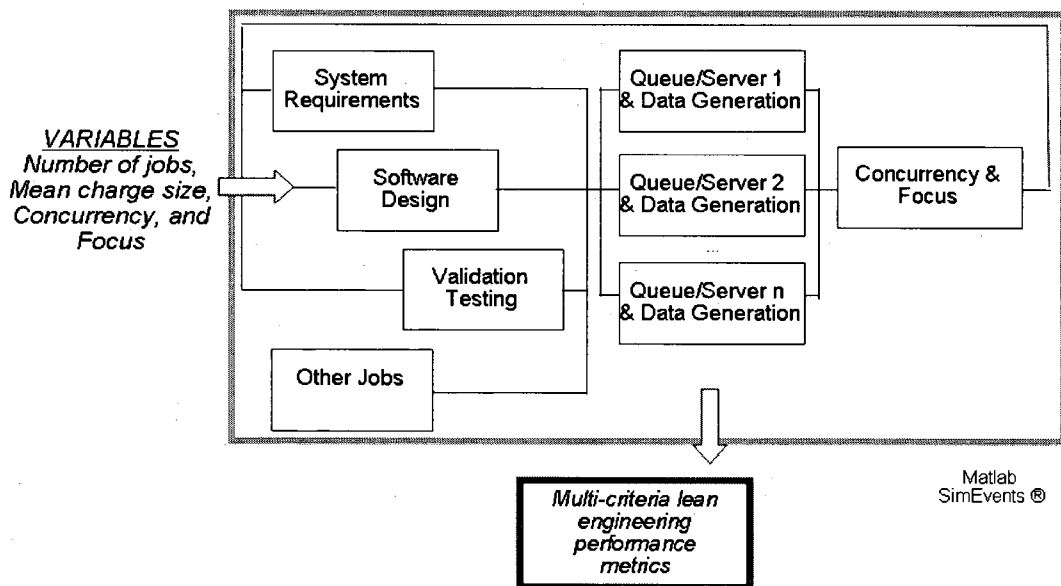 VARIABLES
Number of jobs,
Mean charge size,
Concurrency, and
Focus
System
Requirements
Software
Design
Validation
Testing
Other Jobs
Queue/Server 1
& Data Generation
Queue/Server 2
& Data Generation
...
Queue/Server n
& Data Generation
Concurrency &
Focus
Matlab
SimEvents ®
Multi-criteria lean
engineering
performance
metrics